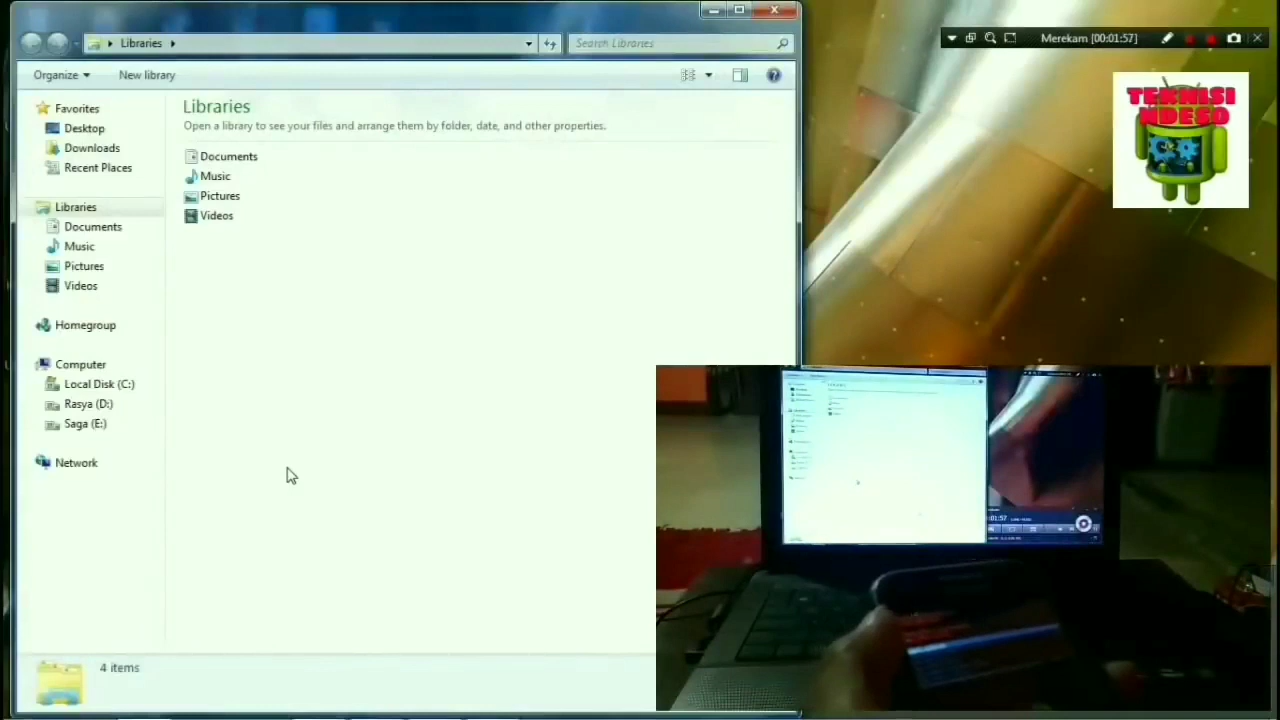 Libraries
Search Libraries
Merekam [00:01:57]
Organize
New library
TEKNISI
NDESO
Favorites
Desktop
Downloads
Recent Places
Libraries
Documents
Music
Pictures
Videos
Homegroup
Computer
Local Disk (C:)
Rasya (D:)
Saga (E:)
Network
Libraries
Open a library to see your files and arrange them by folder, date, and other properties.
Documents
Music
Pictures
Videos
4 items